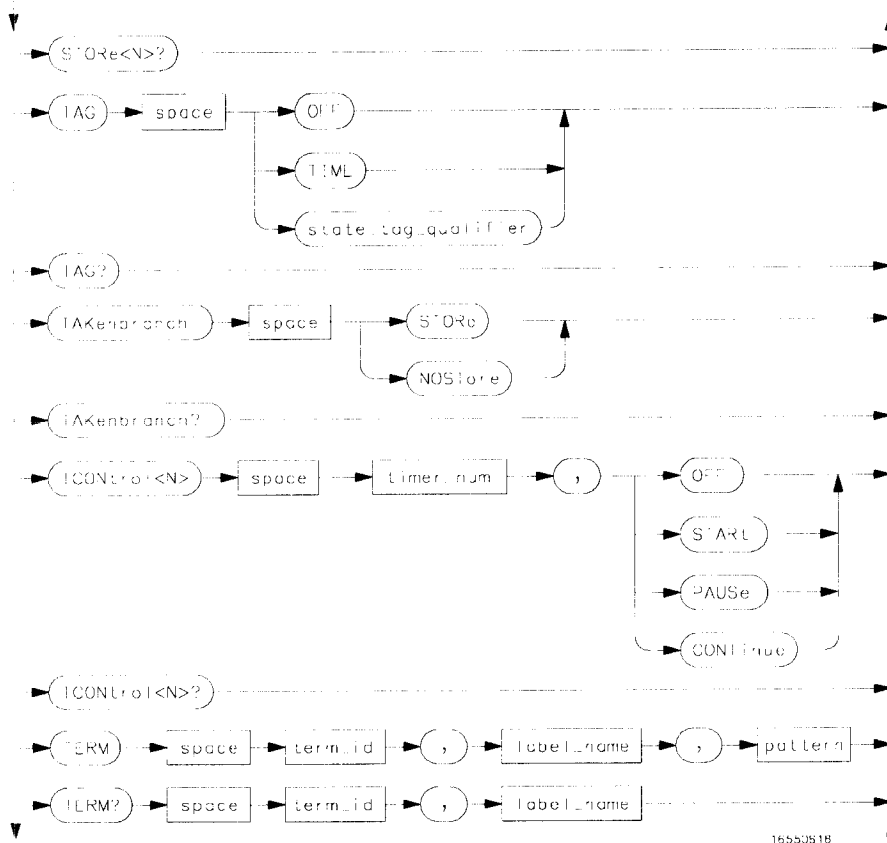 STORe<N>?
TAG space OFF
TIME
state_tag_qualifier
TAG?
TAKenbranch space STORe
NOSTore
TAKenbranch?
TCONtrol<N> space timer_num , OFF
STARt
PAUSe
CONTinue
TCONtrol<N>?
TERM space term_id , label_name , pattern
TERM? space term_id , label_name
16550S18